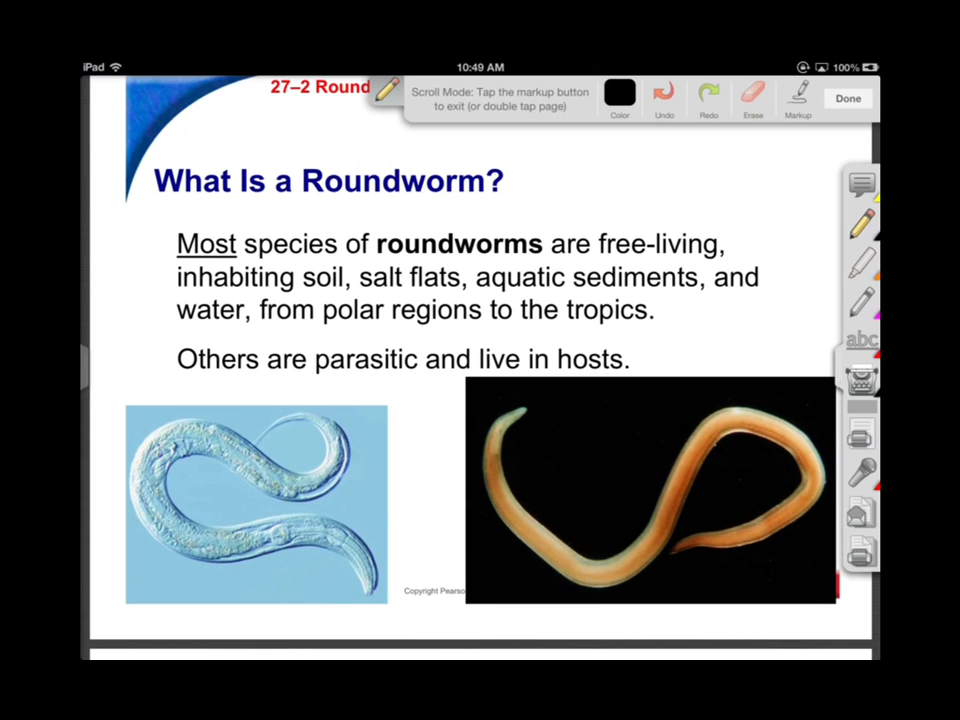 iPad
10:49 AM
100%
27–2 Round
Scroll Mode: Tap the markup button
to exit (or double tap page)
Color
Undo
Redo
Erase
Markup
Done
What Is a Roundworm?
Most species of roundworms are free-living,
inhabiting soil, salt flats, aquatic sediments, and
water, from polar regions to the tropics.
Others are parasitic and live in hosts.
abc
Copyright Pearso